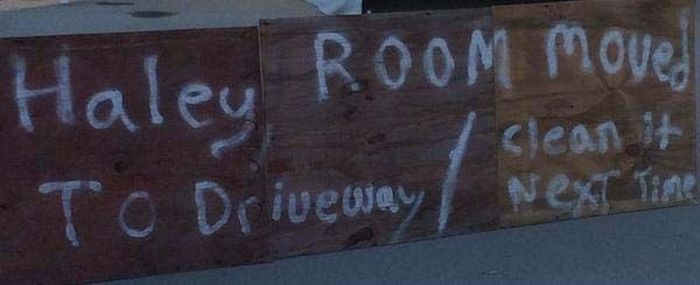 Haley ROOM moved
To Driveway / clean it
Next Time